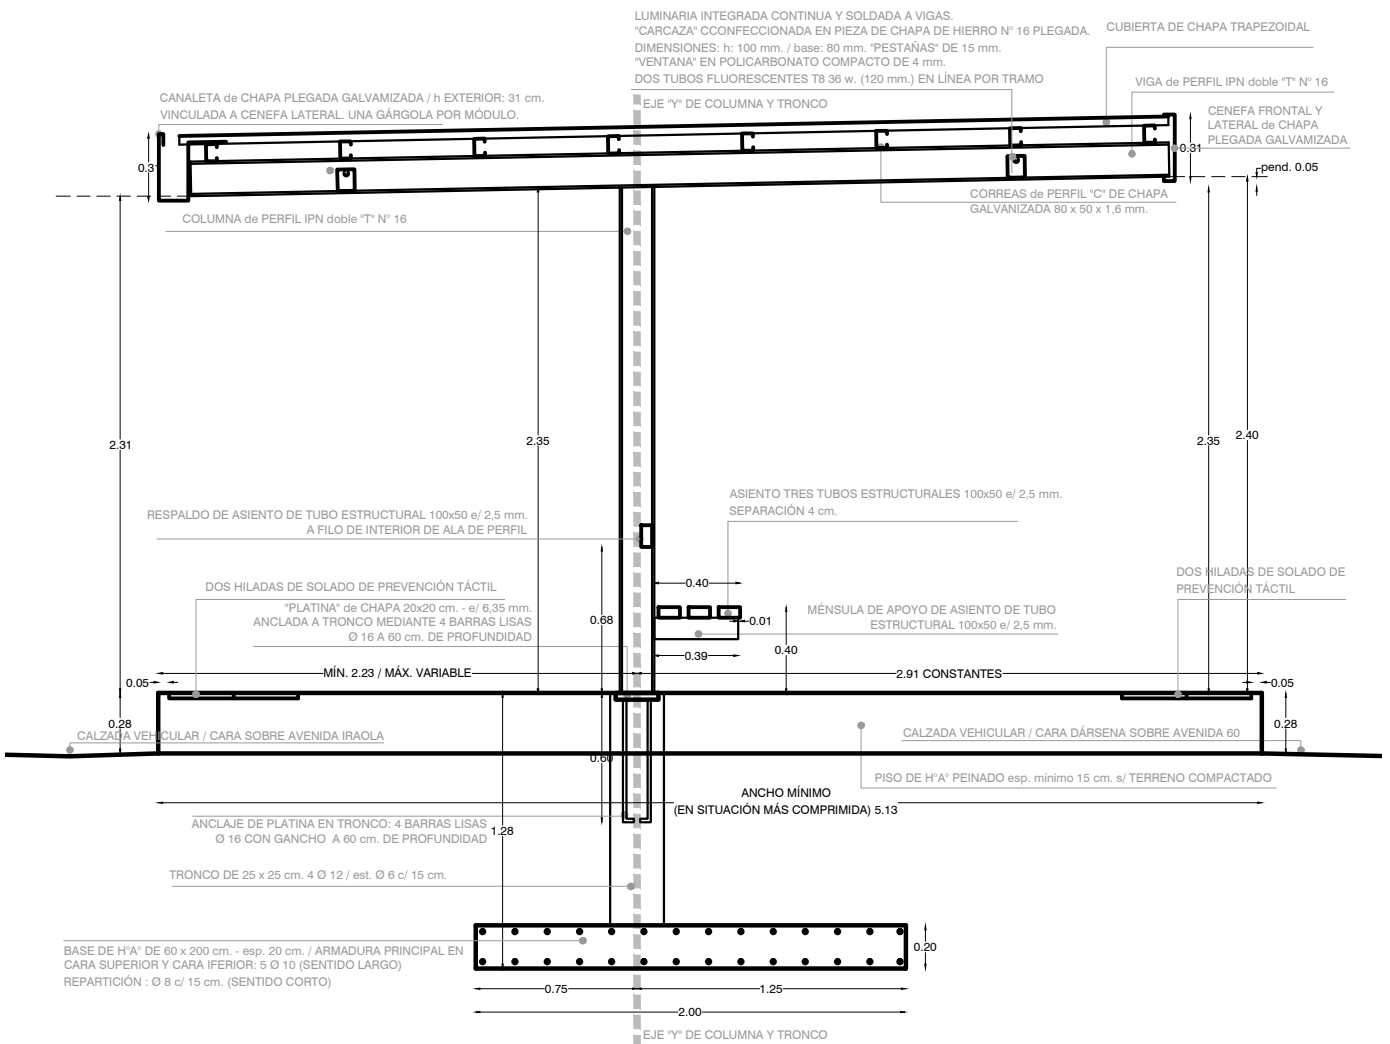 LUMINARIA INTEGRADA CONTINUA Y SOLDADA A VIGAS.
"CARCAZA" CCONFECCIONADA EN PIEZA DE CHAPA DE HIERRO N° 16 PLEGADA.
DIMENSIONES: h: 100 mm. / base: 80 mm. "PESTAÑAS" DE 15 mm.
"VENTANA" EN POLICARBONATO COMPACTO DE 4 mm.
DOS TUBOS FLUORESCENTES T8 36 w. (120 mm.) EN LÍNEA POR TRAMO
CUBIERTA DE CHAPA TRAPEZOIDAL
VIGA de PERFIL IPN doble "T" N° 16
CANALETA de CHAPA PLEGADA GALVAMIZADA / h EXTERIOR: 31 cm.
VINCULADA A CENEFA LATERAL. UNA GÁRGOLA POR MÓDULO.
EJE "Y" DE COLUMNA Y TRONCO
CENEFA FRONTAL Y
LATERAL de CHAPA
PLEGADA GALVAMIZADA
0.31
0.31
pend. 0.05
CORREAS de PERFIL "C" DE CHAPA
GALVANIZADA 80 x 50 x 1,6 mm.
COLUMNA de PERFIL IPN doble "T" N° 16
2.31
2.35
2.35
2.40
ASIENTO TRES TUBOS ESTRUCTURALES 100x50 e/ 2,5 mm.
SEPARACIÓN 4 cm.
RESPALDO DE ASIENTO DE TUBO ESTRUCTURAL 100x50 e/ 2,5 mm.
A FILO DE INTERIOR DE ALA DE PERFIL
DOS HILADAS DE SOLADO DE PREVENCIÓN TÁCTIL
DOS HILADAS DE SOLADO DE
PREVENCIÓN TÁCTIL
0.40
"PLATINA" de CHAPA 20x20 cm. - e/ 6,35 mm.
ANCLADA A TRONCO MEDIANTE 4 BARRAS LISAS
Ø 16 A 60 cm. DE PROFUNDIDAD
0.68
0.01
MÉNSULA DE APOYO DE ASIENTO DE TUBO
ESTRUCTURAL 100x50 e/ 2,5 mm.
0.39
0.40
MÍN. 2.23 / MÁX. VARIABLE
2.91 CONSTANTES
0.05
0.05
0.28
0.28
CALZADA VEHICULAR / CARA SOBRE AVENIDA IRAOLA
CALZADA VEHICULAR / CARA DÁRSENA SOBRE AVENIDA 60
0.60
PISO DE H°A° PEINADO esp. mínimo 15 cm. s/ TERRENO COMPACTADO
ANCHO MÍNIMO
(EN SITUACIÓN MÁS COMPRIMIDA) 5.13
ANCLAJE DE PLATINA EN TRONCO: 4 BARRAS LISAS
Ø 16 CON GANCHO A 60 cm. DE PROFUNDIDAD
1.28
TRONCO DE 25 x 25 cm. 4 Ø 12 / est. Ø 6 c/ 15 cm.
BASE DE H°A° DE 60 x 200 cm. - esp. 20 cm. / ARMADURA PRINCIPAL EN
CARA SUPERIOR Y CARA IFERIOR: 5 Ø 10 (SENTIDO LARGO)
REPARTICIÓN : Ø 8 c/ 15 cm. (SENTIDO CORTO)
0.20
0.75
1.25
2.00
EJE "Y" DE COLUMNA Y TRONCO